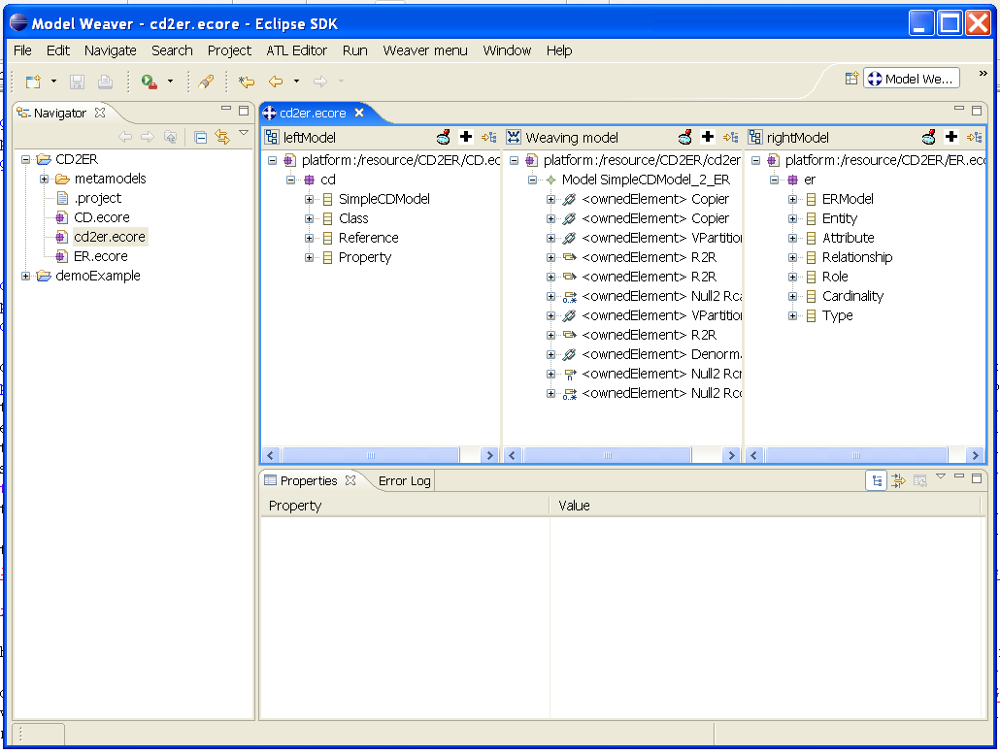 Model Weaver - cd2er.ecore - Eclipse SDK
File Edit Navigate Search Project ATL Editor Run Weaver menu Window Help
Model We...
Navigator
CD2ER
metamodels
.project
CD.ecore
cd2er.ecore
ER.ecore
demoExample
cd2er.ecore
leftModel
platform:/resource/CD2ER/CD.ec
cd
SimpleCDModel
Class
Reference
Property
Weaving model
platform:/resource/CD2ER/cd2er
Model SimpleCDModel_2_ER
<ownedElement> Copier
<ownedElement> Copier
<ownedElement> VPartitio
<ownedElement> R2R
<ownedElement> R2R
<ownedElement> Null2 Rca
<ownedElement> VPartitio
<ownedElement> R2R
<ownedElement> Denorm
<ownedElement> Null2 Rcr
<ownedElement> Null2 Rco
rightModel
platform:/resource/CD2ER/ER.eco
er
ERModel
Entity
Attribute
Relationship
Role
Cardinality
Type
Properties Error Log
Property Value